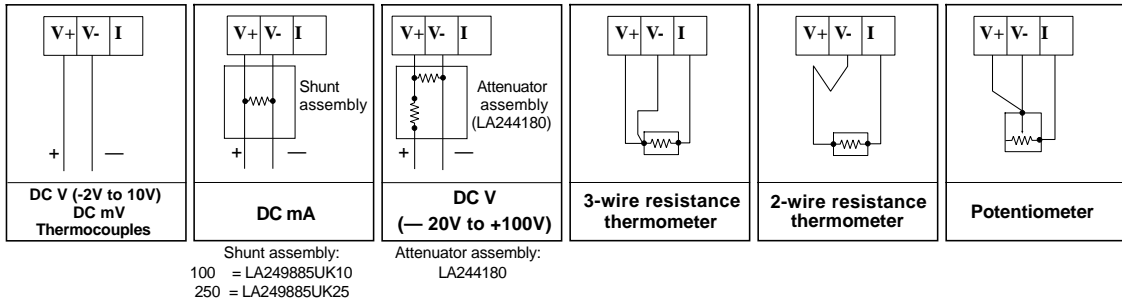 V+ V- I
+ —
DC V (-2V to 10V)
DC mV
Thermocouples
V+ V- I
Shunt
assembly
+ —
DC mA
Shunt assembly:
100 = LA249885UK10
250 = LA249885UK25
V+ V- I
Attenuator
assembly
(LA244180)
+ —
DC V
(— 20V to +100V)
Attenuator assembly:
LA244180
V+ V- I
3-wire resistance
thermometer
V+ V- I
2-wire resistance
thermometer
V+ V- I
Potentiometer